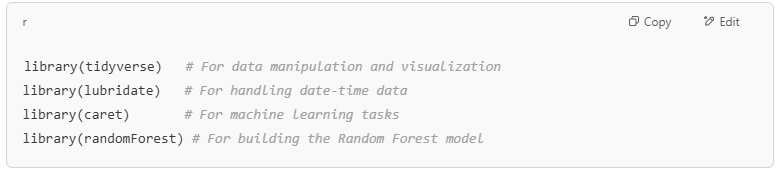 r Copy Edit
library(tidyverse) # For data manipulation and visualization
library(lubridate) # For handling date-time data
library(caret) # For machine learning tasks
library(randomForest) # For building the Random Forest model